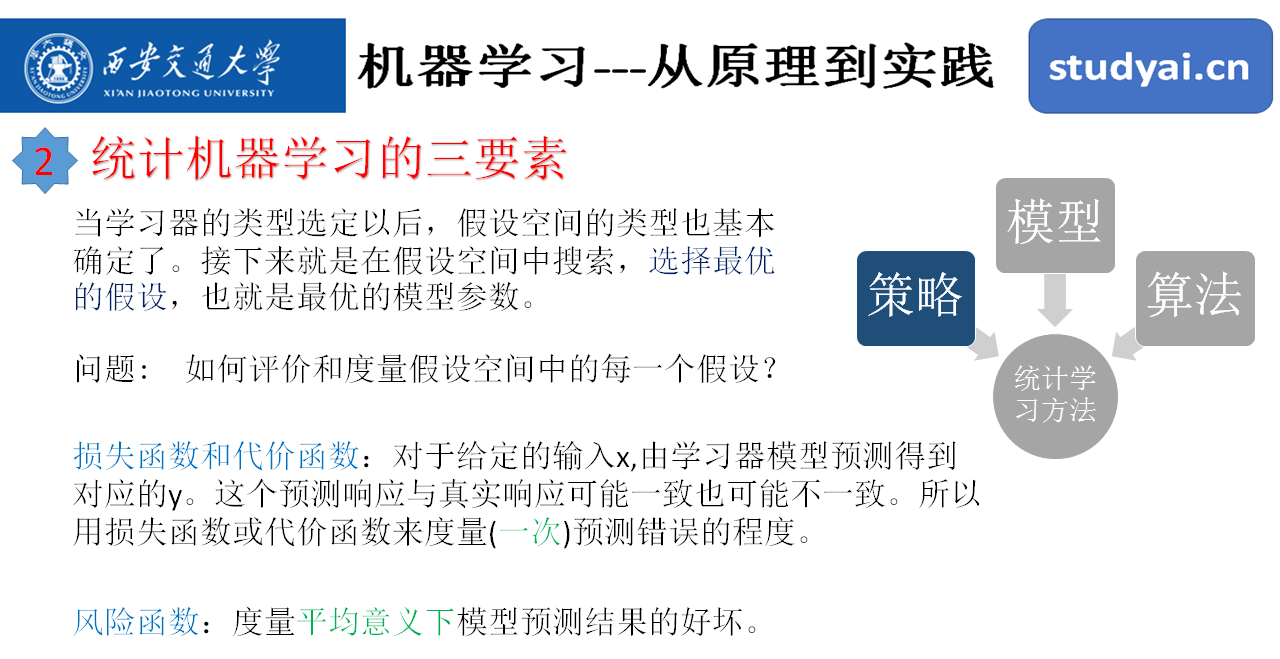 西安交通大学
XI'AN JIAOTONG UNIVERSITY
机器学习---从原理到实践
studyai.cn
2 统计机器学习的三要素
当学习器的类型选定以后，假设空间的类型也基本
确定了。接下来就是在假设空间中搜索，选择最优
的假设，也就是最优的模型参数。
问题： 如何评价和度量假设空间中的每一个假设？
模型
策略
算法
统计学
习方法
损失函数和代价函数：对于给定的输入x,由学习器模型预测得到
对应的y。这个预测响应与真实响应可能一致也可能不一致。所以
用损失函数或代价函数来度量(一次)预测错误的程度。
风险函数：度量平均意义下模型预测结果的好坏。